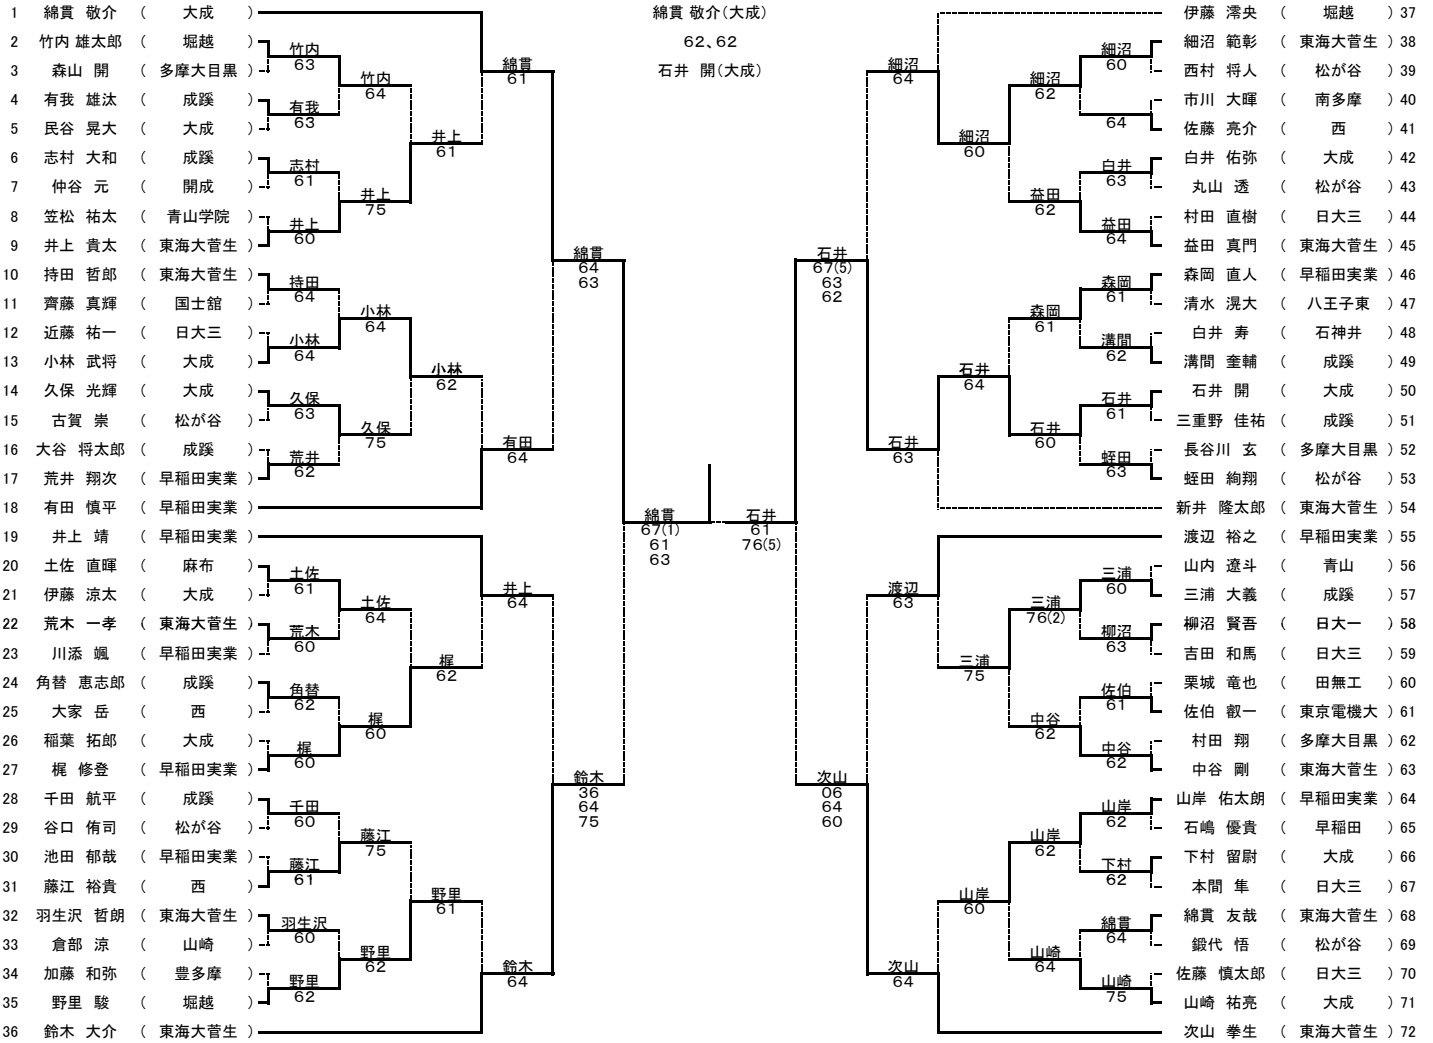 綿貫 敬介(大成)
62、62
石井 開(大成)
1 綿貫 敬介 ( 大成 )
2 竹内 雄太郎 ( 堀越 )
3 森山 開 ( 多摩大目黒 )
4 有我 雄汰 ( 成蹊 )
5 民谷 晃大 ( 大成 )
6 志村 大和 ( 成蹊 )
7 仲谷 元 ( 開成 )
8 笠松 祐太 ( 青山学院 )
9 井上 貴太 ( 東海大菅生 )
10 持田 哲郎 ( 東海大菅生 )
11 齊藤 真輝 ( 国士舘 )
12 近藤 祐一 ( 日大三 )
13 小林 武将 ( 大成 )
14 久保 光輝 ( 大成 )
15 古賀 崇 ( 松が谷 )
16 大谷 将太郎 ( 成蹊 )
17 荒井 翔次 ( 早稲田実業 )
18 有田 慎平 ( 早稲田実業 )
19 井上 靖 ( 早稲田実業 )
20 土佐 直暉 ( 麻布 )
21 伊藤 涼太 ( 大成 )
22 荒木 一孝 ( 東海大菅生 )
23 川添 颯 ( 早稲田実業 )
24 角替 恵志郎 ( 成蹊 )
25 大家 岳 ( 西 )
26 稲葉 拓郎 ( 大成 )
27 梶 修登 ( 早稲田実業 )
28 千田 航平 ( 成蹊 )
29 谷口 侑司 ( 松が谷 )
30 池田 郁哉 ( 早稲田実業 )
31 藤江 裕貴 ( 西 )
32 羽生沢 哲朗 ( 東海大菅生 )
33 倉部 涼 ( 山崎 )
34 加藤 和弥 ( 豊多摩 )
35 野里 駿 ( 堀越 )
36 鈴木 大介 ( 東海大菅生 )
竹内
63
有我
63
志村
61
井上
60
持田
64
小林
64
久保
63
荒井
62
土佐
61
荒木
60
角替
62
梶
60
千田
60
藤江
61
羽生沢
60
野里
62
竹内
64
井上
75
小林
64
久保
75
土佐
64
梶
60
藤江
75
野里
62
井上
61
小林
62
梶
62
野里
61
綿貫
61
有田
64
井上
64
鈴木
64
綿貫
64
63
鈴木
36
64
75
綿貫
67(1)
61
63
石井
61
76(5)
石井
67(5)
63
62
次山
06
64
60
細沼
64
石井
63
渡辺
63
次山
64
細沼
60
石井
64
三浦
75
山岸
60
細沼
62
益田
62
森岡
61
石井
60
三浦
76(2)
中谷
62
山岸
62
山崎
64
細沼
60
64
白井
63
益田
64
森岡
61
溝間
62
石井
61
蛭田
63
三浦
60
柳沼
63
佐伯
61
中谷
62
山岸
62
下村
62
綿貫
64
山崎
75
伊藤 澪央 ( 堀越 ) 37
細沼 範彰 ( 東海大菅生 ) 38
西村 将人 ( 松が谷 ) 39
市川 大暉 ( 南多摩 ) 40
佐藤 亮介 ( 西 ) 41
白井 佑弥 ( 大成 ) 42
丸山 透 ( 松が谷 ) 43
村田 直樹 ( 日大三 ) 44
益田 真門 ( 東海大菅生 ) 45
森岡 直人 ( 早稲田実業 ) 46
清水 滉大 ( 八王子東 ) 47
白井 寿 ( 石神井 ) 48
溝間 奎輔 ( 成蹊 ) 49
石井 開 ( 大成 ) 50
三重野 佳祐 ( 成蹊 ) 51
長谷川 玄 ( 多摩大目黒 ) 52
蛭田 絢翔 ( 松が谷 ) 53
新井 隆太郎 ( 東海大菅生 ) 54
渡辺 裕之 ( 早稲田実業 ) 55
山内 遼斗 ( 青山 ) 56
三浦 大義 ( 成蹊 ) 57
柳沼 賢吾 ( 日大一 ) 58
吉田 和馬 ( 日大三 ) 59
栗城 竜也 ( 田無工 ) 60
佐伯 叡一 ( 東京電機大 ) 61
村田 翔 ( 多摩大目黒 ) 62
中谷 剛 ( 東海大菅生 ) 63
山岸 佑太朗 ( 早稲田実業 ) 64
石嶋 優貴 ( 早稲田 ) 65
下村 留尉 ( 大成 ) 66
本間 隼 ( 日大三 ) 67
綿貫 友哉 ( 東海大菅生 ) 68
鍛代 悟 ( 松が谷 ) 69
佐藤 慎太郎 ( 日大三 ) 70
山崎 祐亮 ( 大成 ) 71
次山 拳生 ( 東海大菅生 ) 72